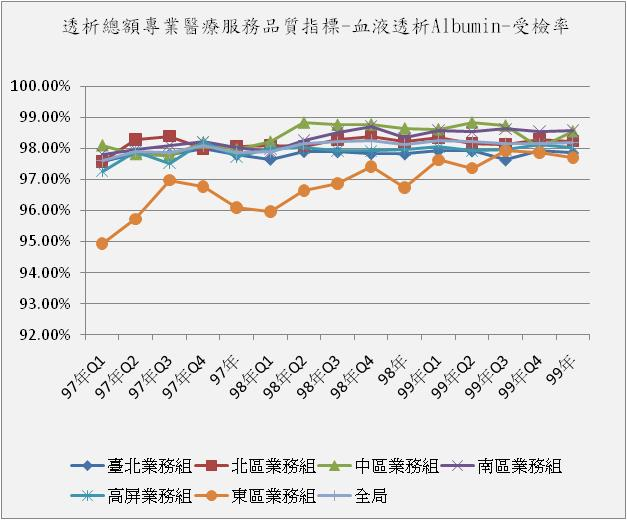 透析總額專業醫療服務品質指標-血液透析Albumin-受檢率
100.00%
99.00%
98.00%
97.00%
96.00%
95.00%
94.00%
93.00%
92.00%
97年Q1
97年Q2
97年Q3
97年Q4
97年
98年Q1
98年Q2
98年Q3
98年Q4
98年
99年Q1
99年Q2
99年Q3
99年Q4
99年
臺北業務組 北區業務組 中區業務組 南區業務組
高屏業務組 東區業務組 全局